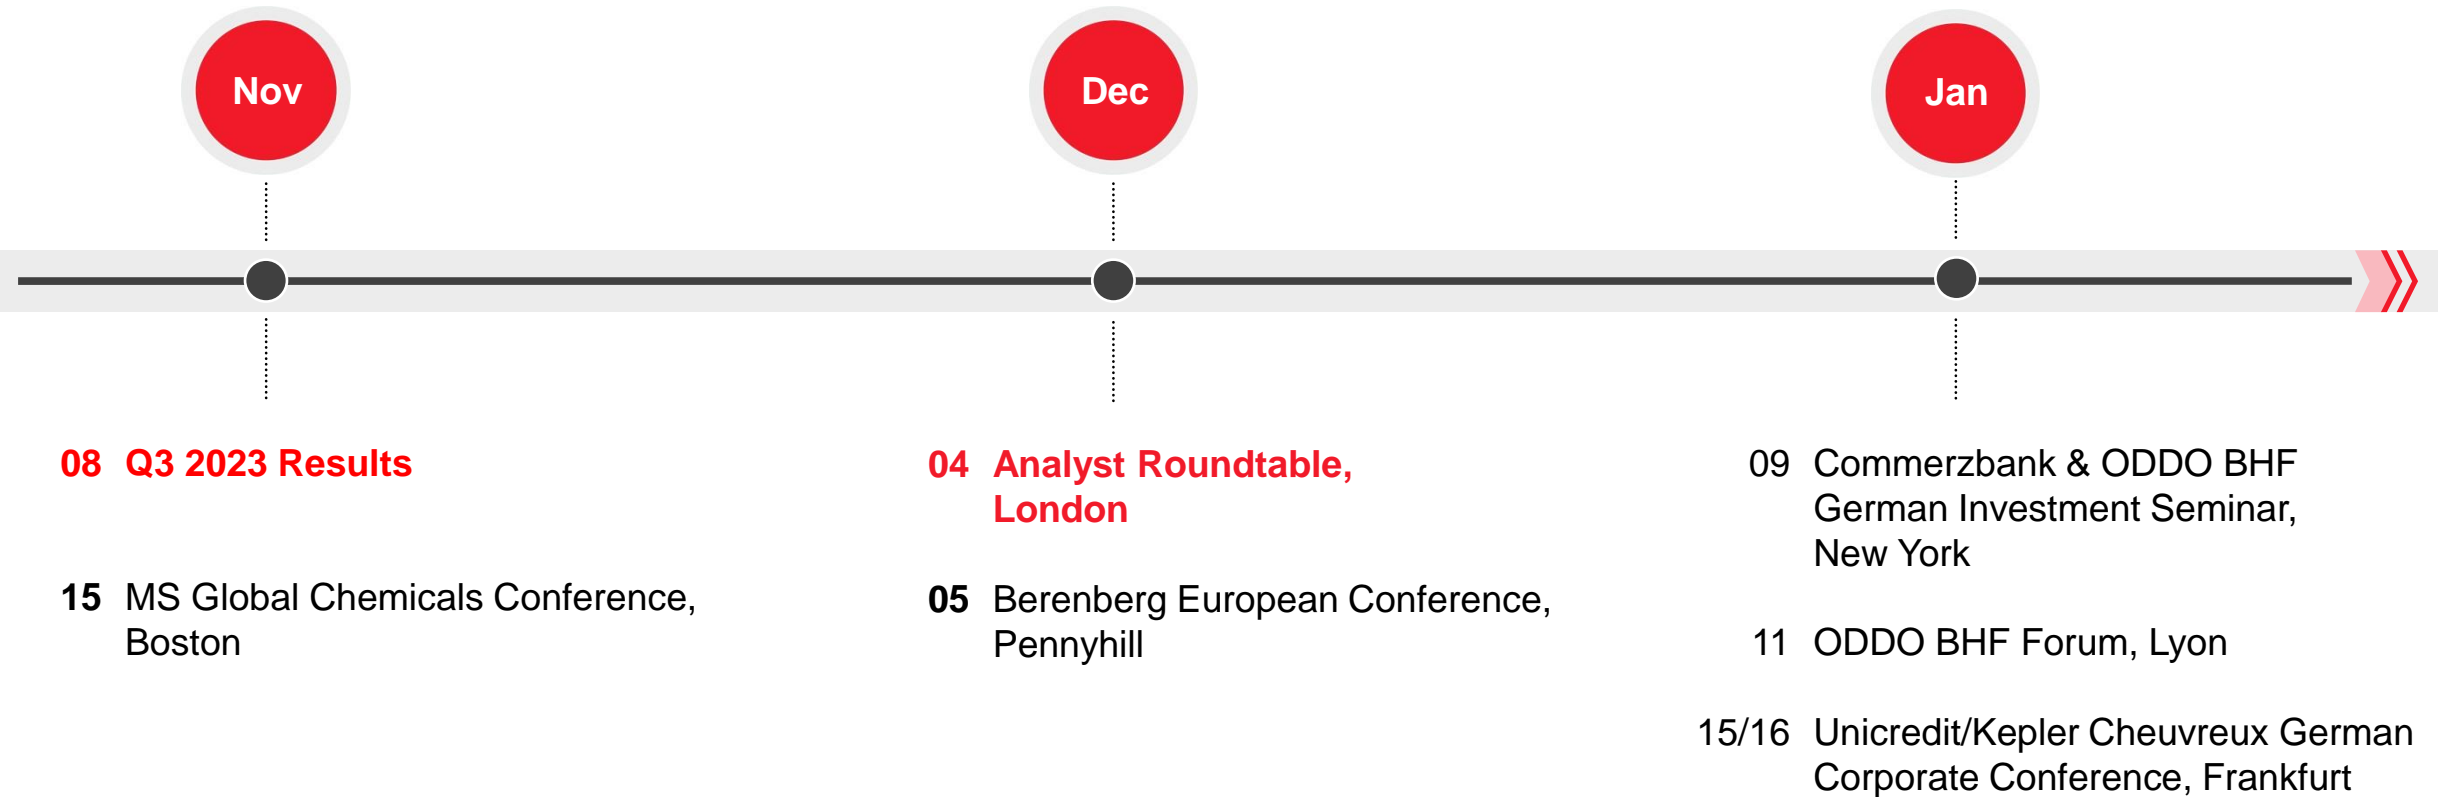 Nov
Dec
Jan
08 Q3 2023 Results
15 MS Global Chemicals Conference,
Boston
04 Analyst Roundtable,
London
05 Berenberg European Conference,
Pennyhill
09 Commerzbank & ODDO BHF
German Investment Seminar,
New York
11 ODDO BHF Forum, Lyon
15/16 Unicredit/Kepler Cheuvreux German
Corporate Conference, Frankfurt